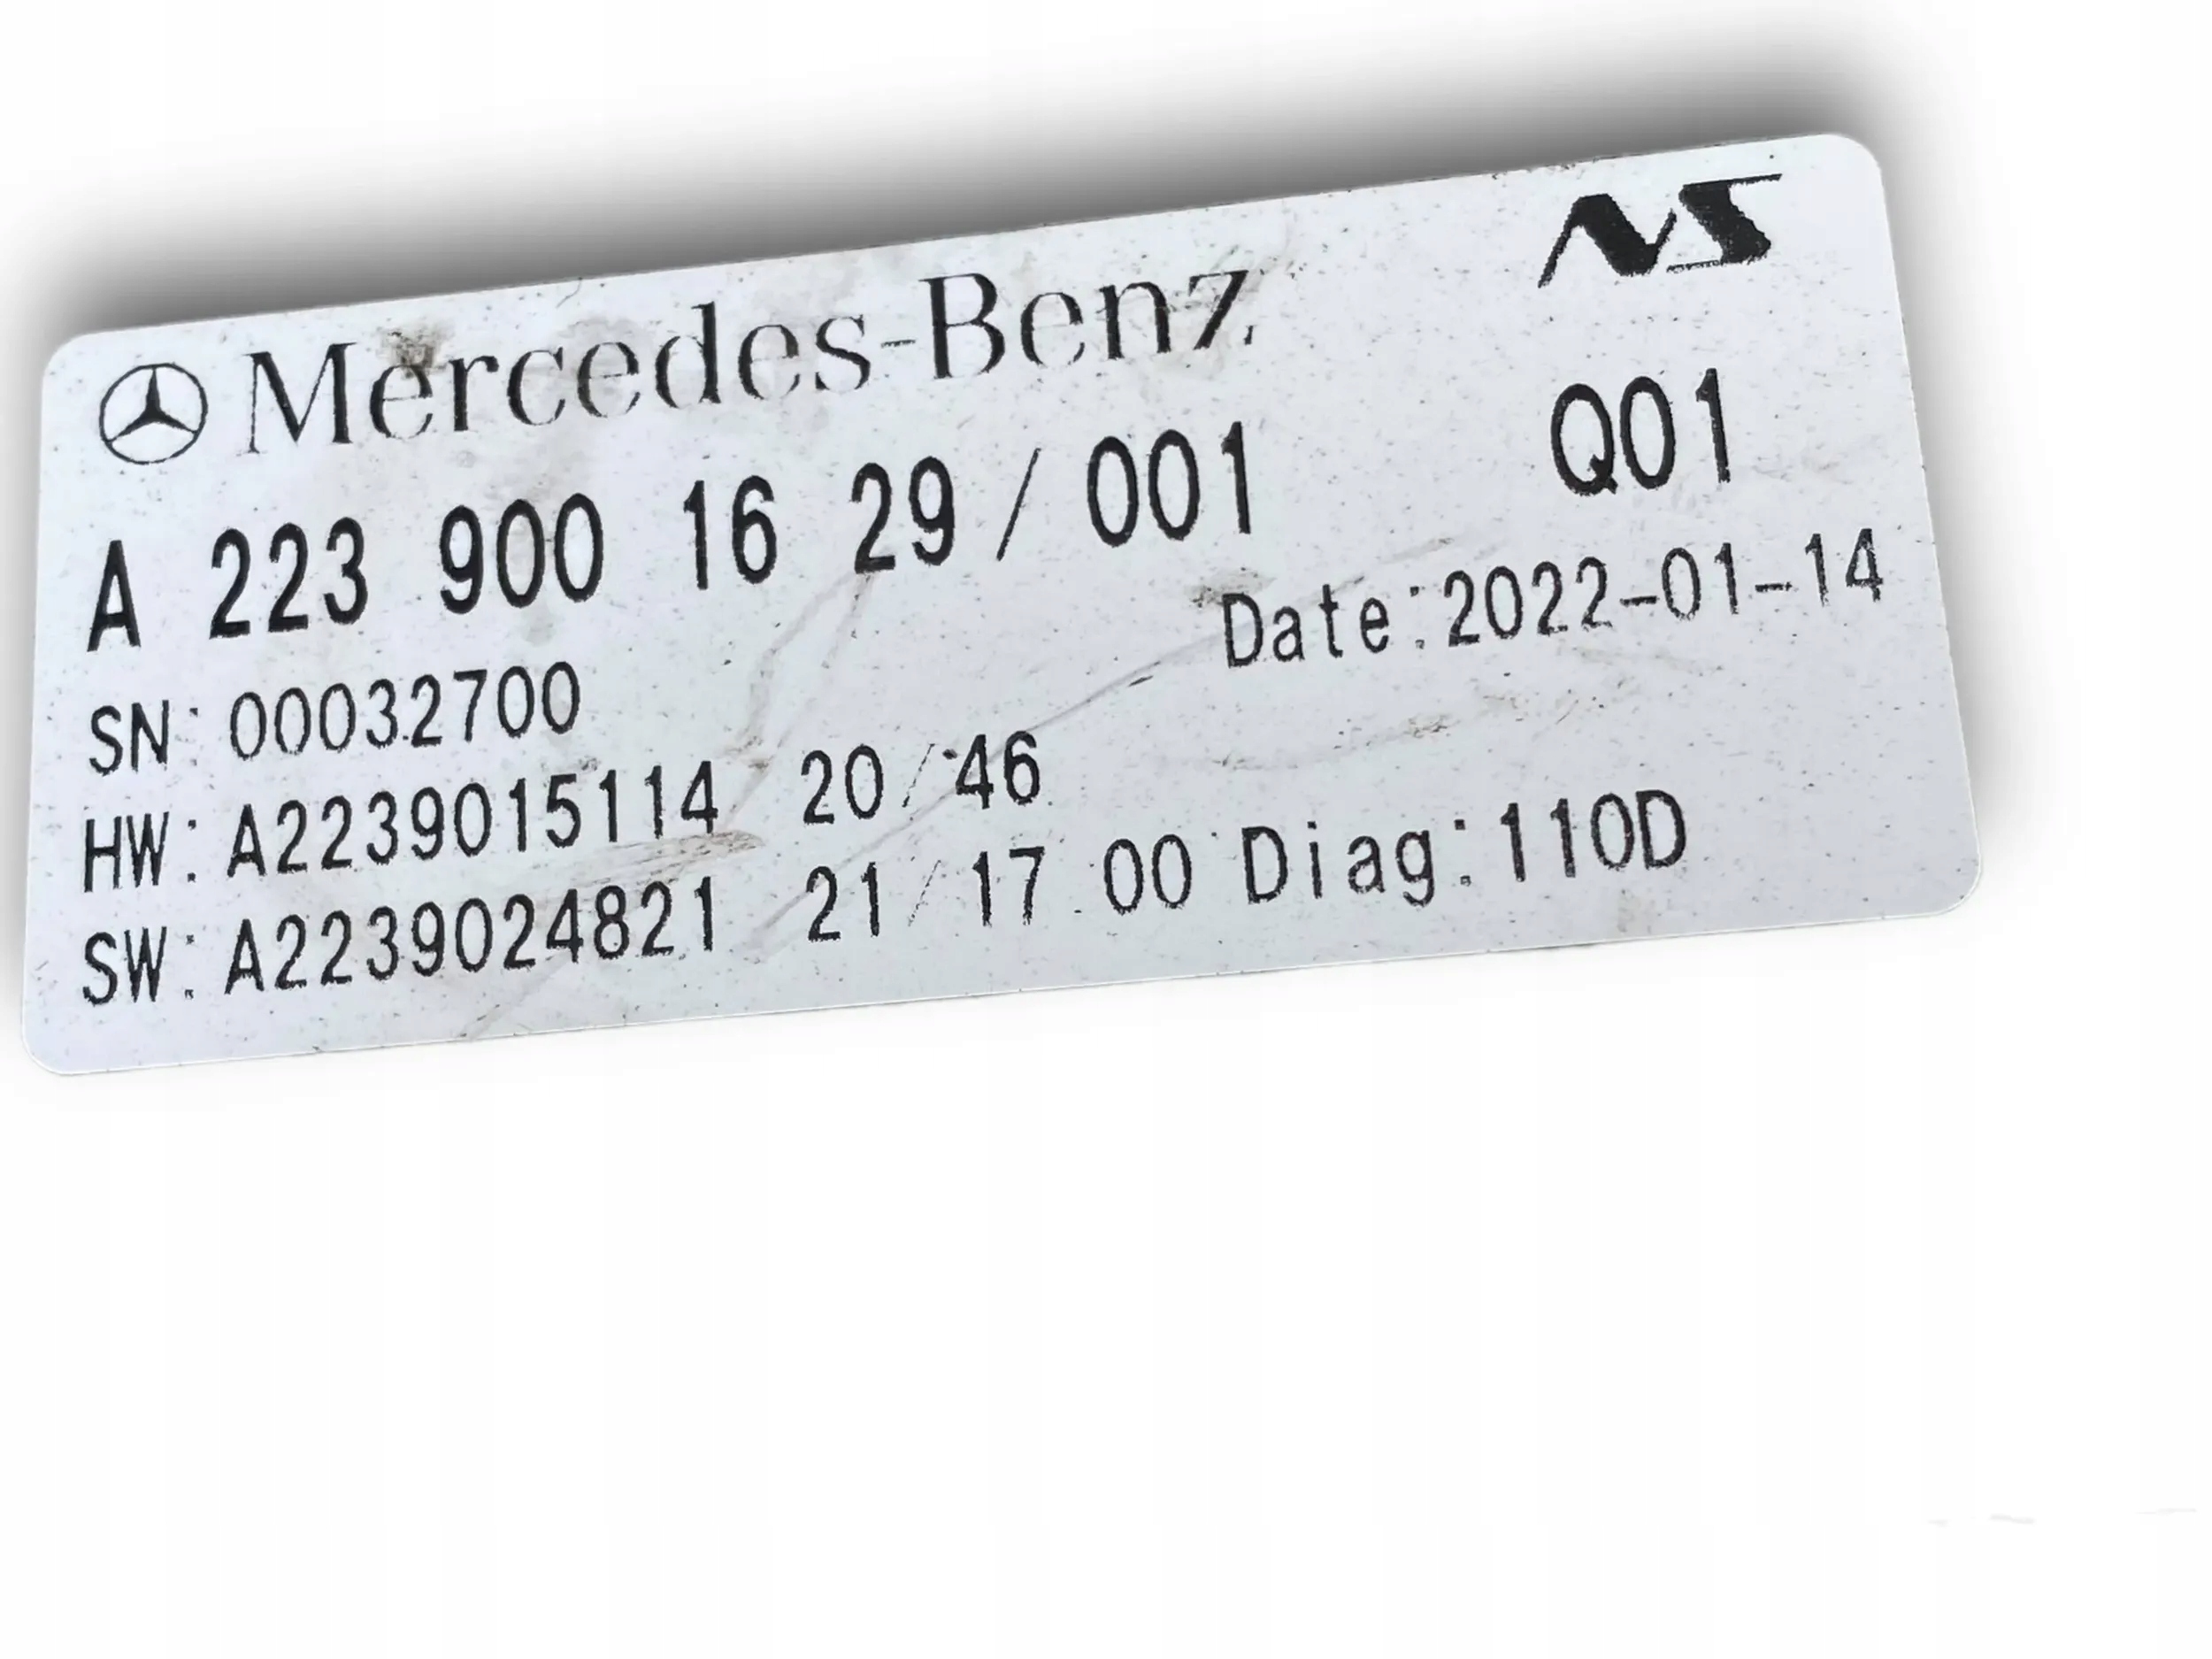 Mercedes-Benz NS
A 223 900 16 29 / 001 Q01
Date:2022-01-14
SN: 00032700
HW: A2239015114 20/46
SW: A2239024821 21/17.00 Diag:110D